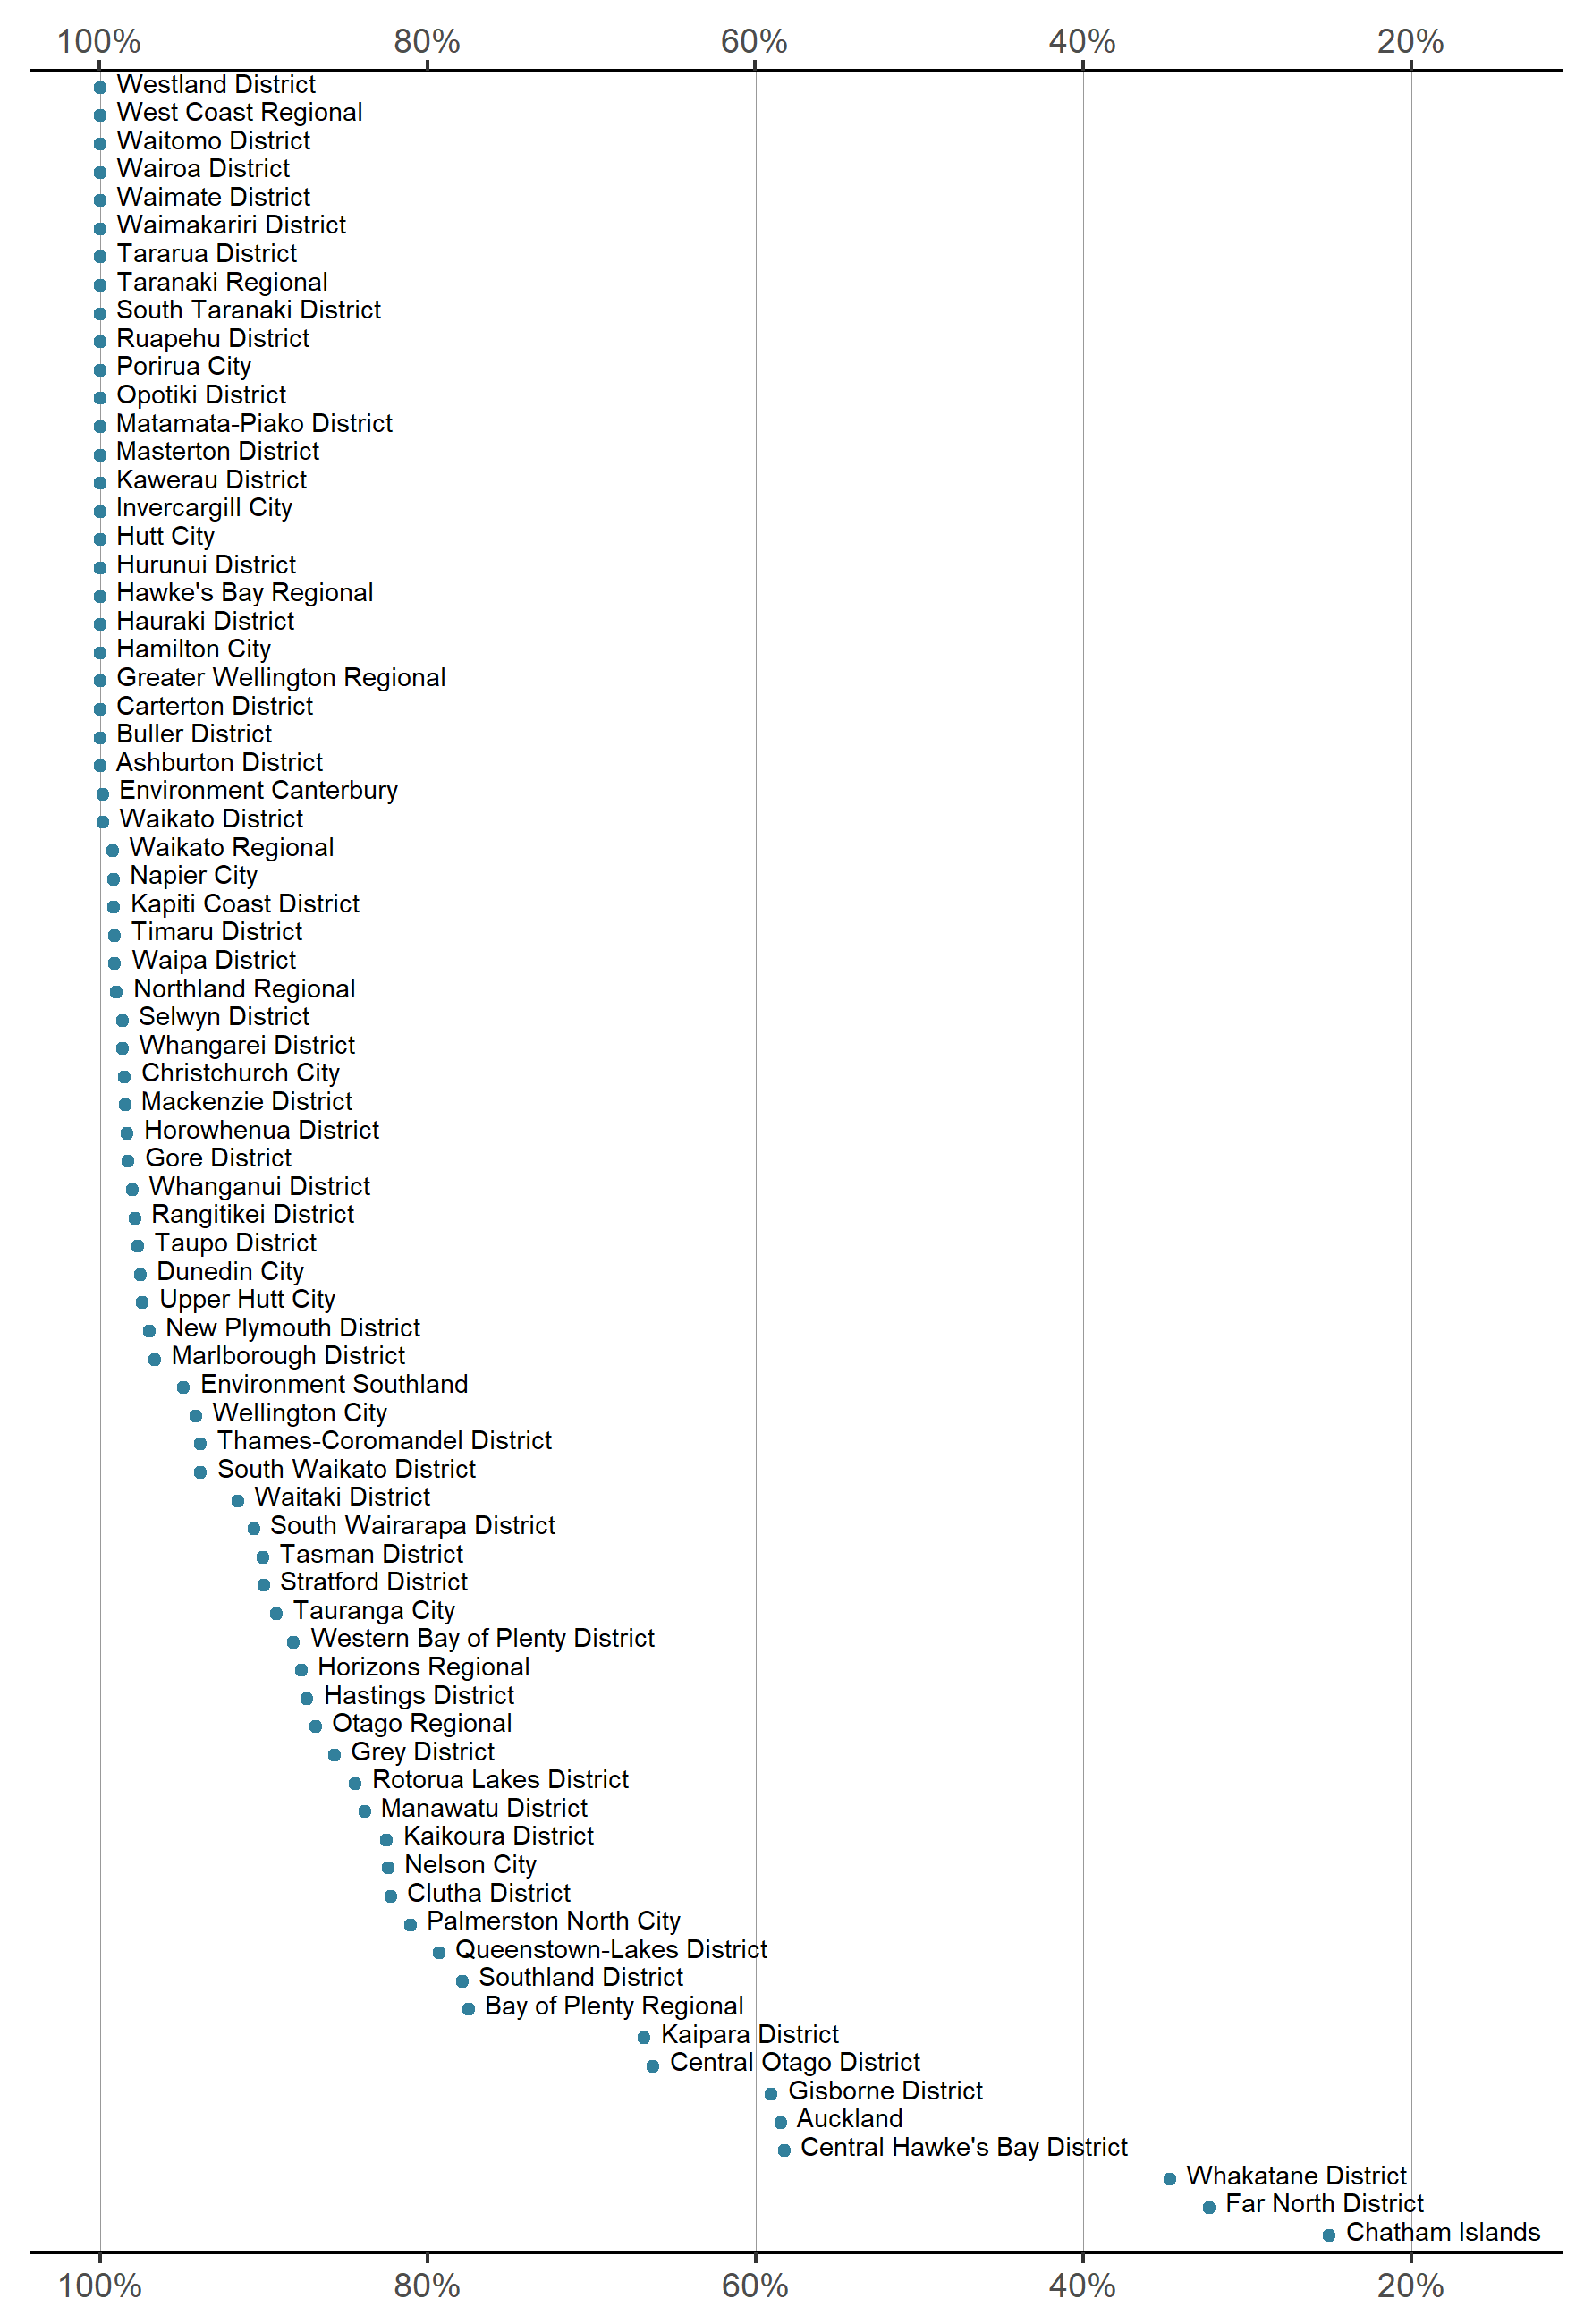 100% 80% 60% 40% 20%
Westland District
West Coast Regional
Waitomo District
Wairoa District
Waimate District
Waimakariri District
Tararua District
Taranaki Regional
South Taranaki District
Ruapehu District
Porirua City
Opotiki District
Matamata-Piako District
Masterton District
Kawerau District
Invercargill City
Hutt City
Hurunui District
Hawke's Bay Regional
Hauraki District
Hamilton City
Greater Wellington Regional
Carterton District
Buller District
Ashburton District
Environment Canterbury
Waikato District
Waikato Regional
Napier City
Kapiti Coast District
Timaru District
Waipa District
Northland Regional
Selwyn District
Whangarei District
Christchurch City
Mackenzie District
Horowhenua District
Gore District
Whanganui District
Rangitikei District
Taupo District
Dunedin City
Upper Hutt City
New Plymouth District
Marlborough District
Environment Southland
Wellington City
Thames-Coromandel District
South Waikato District
Waitaki District
South Wairarapa District
Tasman District
Stratford District
Tauranga City
Western Bay of Plenty District
Horizons Regional
Hastings District
Otago Regional
Grey District
Rotorua Lakes District
Manawatu District
Kaikoura District
Nelson City
Clutha District
Palmerston North City
Queenstown-Lakes District
Southland District
Bay of Plenty Regional
Kaipara District
Central Otago District
Gisborne District
Auckland
Central Hawke's Bay District
Whakatane District
Far North District
Chatham Islands
100% 80% 60% 40% 20%